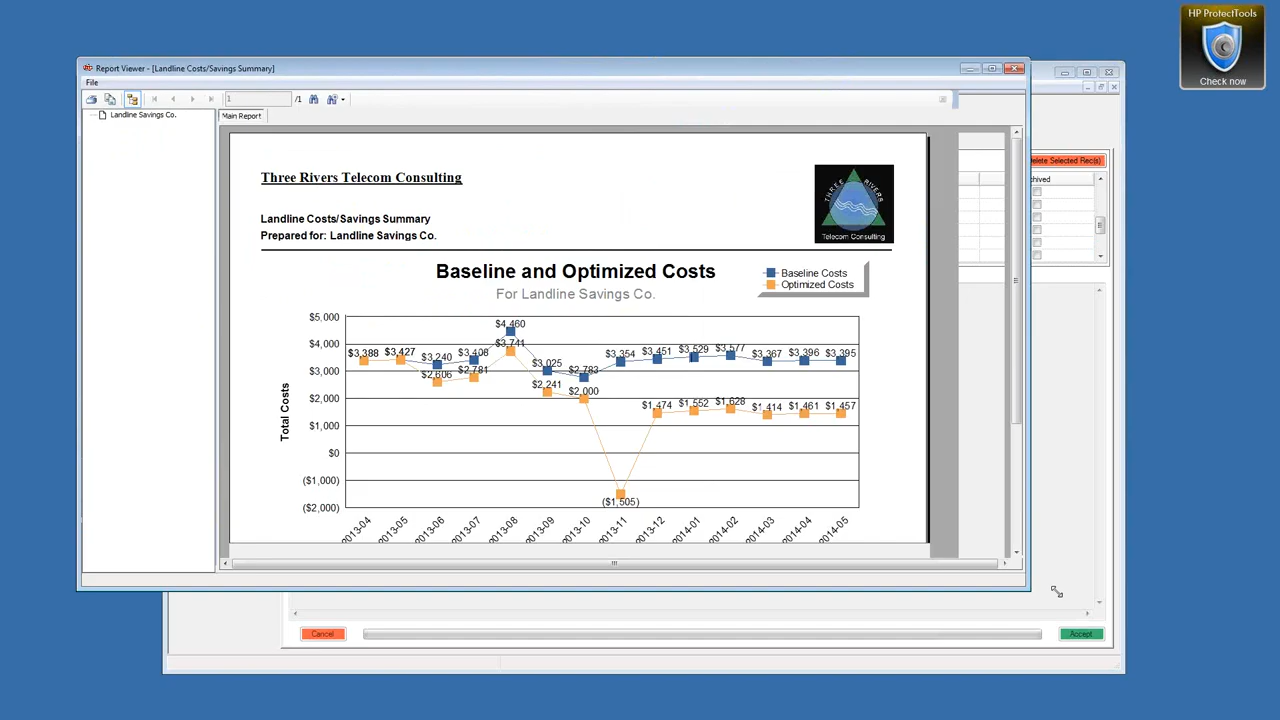 HP ProtectTools
Check now
Report Viewer - [Landline Costs/Savings Summary]
File
1
/1
Landline Savings Co.
Main Report
Three Rivers Telecom Consulting
THREE RIVERS
Telecom Consulting
Landline Costs/Savings Summary
Prepared for: Landline Savings Co.
Baseline and Optimized Costs
For Landline Savings Co.
Baseline Costs
Optimized Costs
Total Costs
$5,000
$4,000
$3,000
$2,000
$1,000
$0
($1,000)
($2,000)
$3,388
$3,427
$3,240
$3,408
$4,460
$3,025
$2,783
$3,354
$3,451
$3,529
$3,577
$3,367
$3,396
$3,395
$2,606
$2,781
$3,741
$2,241
$2,000
($1,505)
$1,474
$1,552
$1,628
$1,414
$1,461
$1,457
2013-04
2013-05
2013-06
2013-07
2013-08
2013-09
2013-10
2013-11
2013-12
2014-01
2014-02
2014-03
2014-04
2014-05
elete Selected Rec(s)
chived
Cancel
Accept